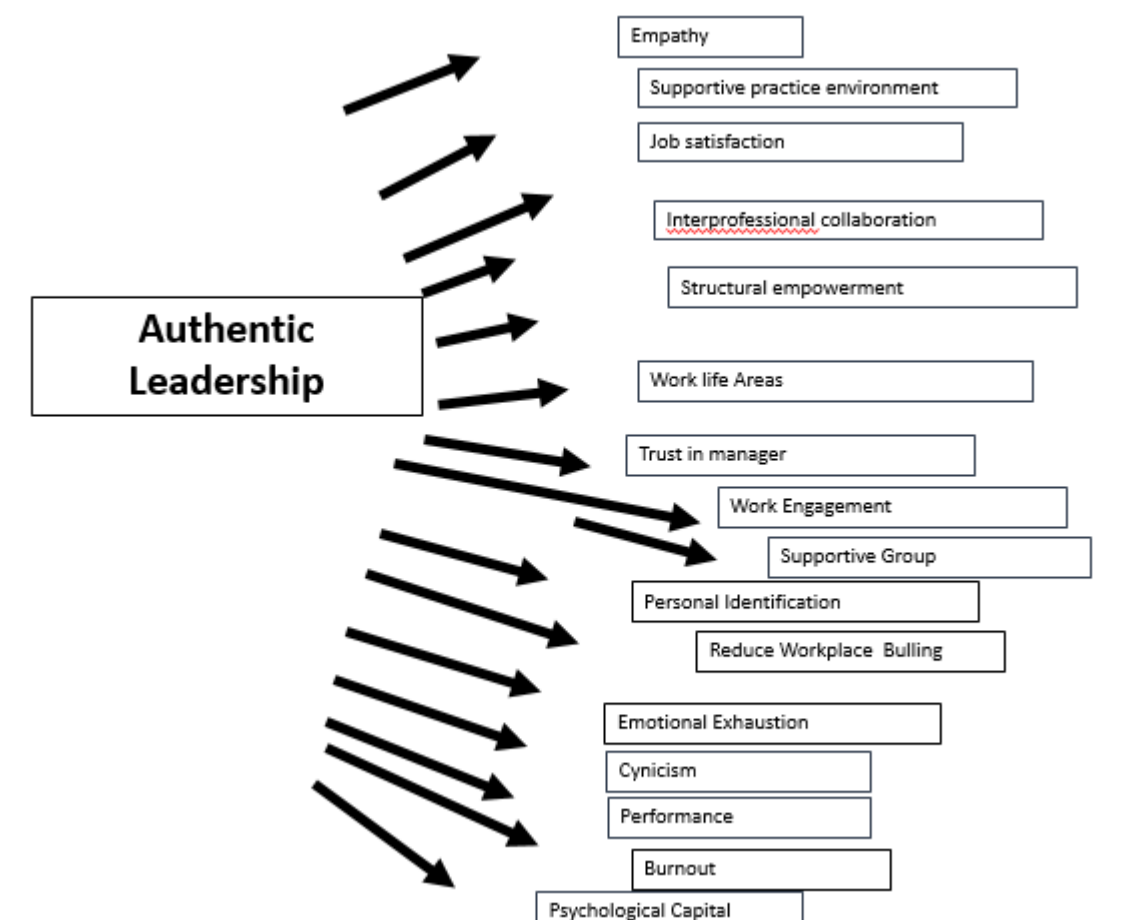 Empathy
Supportive practice environment
Job satisfaction
Interprofessional collaboration
Structural empowerment
Authentic
Leadership
Work life Areas
Trust in manager
Work Engagement
Supportive Group
Personal Identification
Reduce Workplace  Bulling
Emotional Exhaustion
Cynicism
Performance
Burnout
Psychological Capital